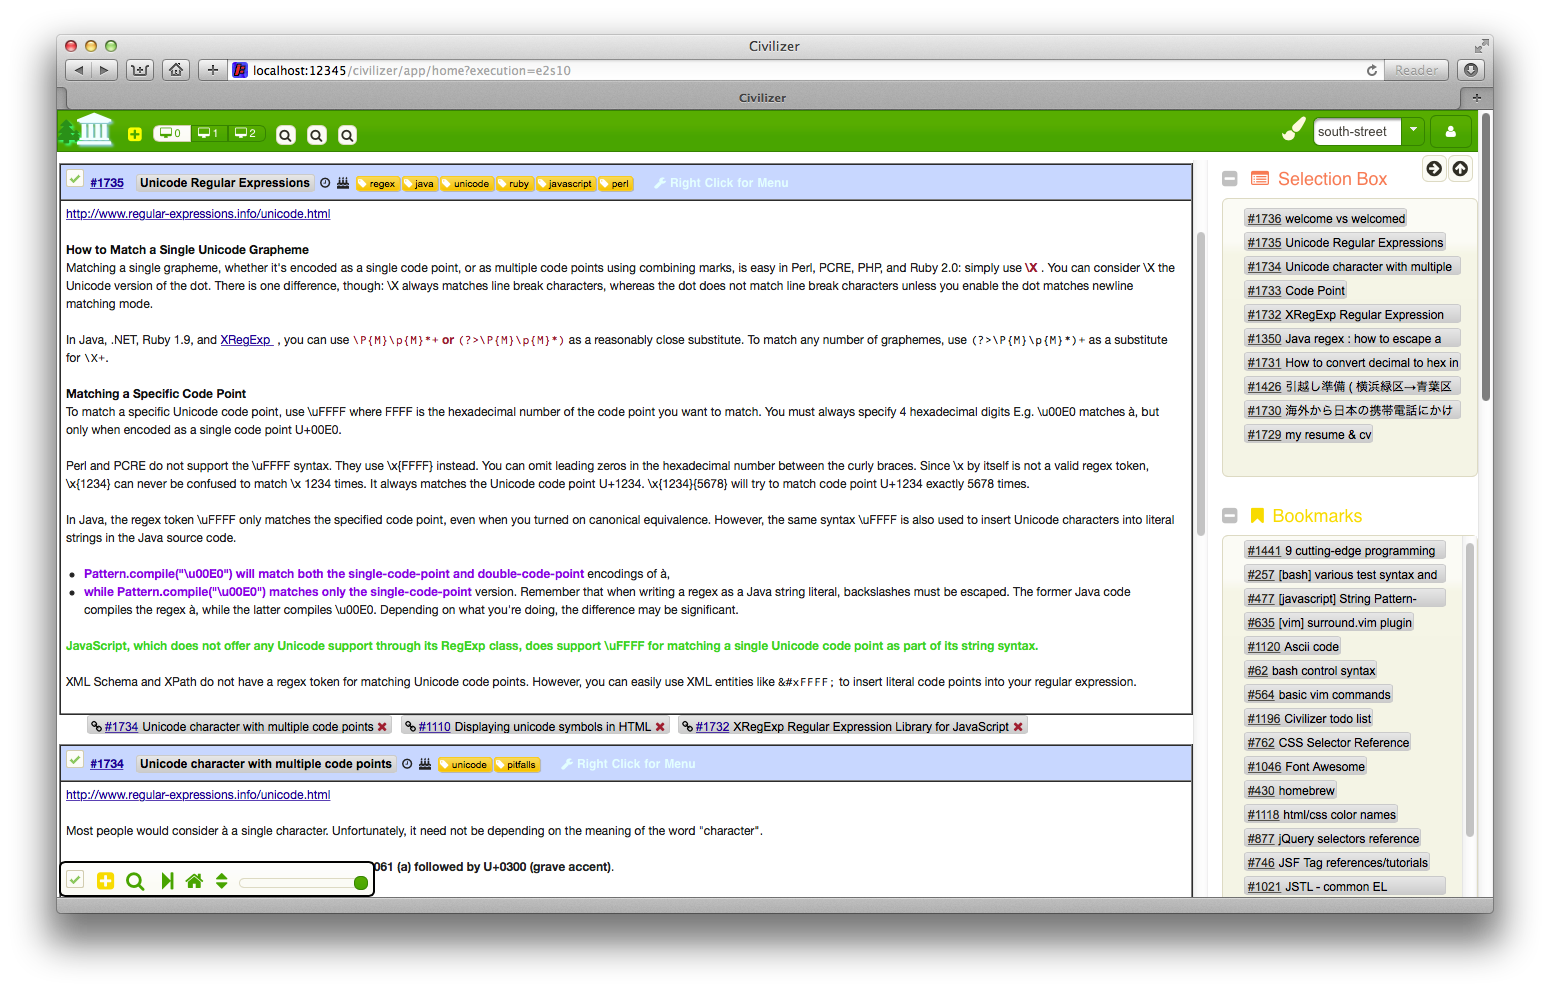 Civilizer
localhost:12345/civilizer/app/home?execution=e2s10
Reader
Civilizer
0 1 2
south-street
#1735 Unicode Regular Expressions regex java unicode ruby javascript perl Right Click for Menu
http://www.regular-expressions.info/unicode.html
How to Match a Single Unicode Grapheme
Matching a single grapheme, whether it's encoded as a single code point, or as multiple code points using combining marks, is easy in Perl, PCRE, PHP, and Ruby 2.0: simply use \X . You can consider \X the
Unicode version of the dot. There is one difference, though: \X always matches line break characters, whereas the dot does not match line break characters unless you enable the dot matches newline
matching mode.
In Java, .NET, Ruby 1.9, and XRegExp , you can use \P{M}\p{M}*+ or (?>\P{M}\p{M}*) as a reasonably close substitute. To match any number of graphemes, use (?>\P{M}\p{M}*)+ as a substitute
for \X+.
Matching a Specific Code Point
To match a specific Unicode code point, use \uFFFF where FFFF is the hexadecimal number of the code point you want to match. You must always specify 4 hexadecimal digits E.g. \u00E0 matches à, but
only when encoded as a single code point U+00E0.
Perl and PCRE do not support the \uFFFF syntax. They use \x{FFFF} instead. You can omit leading zeros in the hexadecimal number between the curly braces. Since \x by itself is not a valid regex token,
\x{1234} can never be confused to match \x 1234 times. It always matches the Unicode code point U+1234. \x{1234}{5678} will try to match code point U+1234 exactly 5678 times.
In Java, the regex token \uFFFF only matches the specified code point, even when you turned on canonical equivalence. However, the same syntax \uFFFF is also used to insert Unicode characters into literal
strings in the Java source code.
Pattern.compile("\u00E0") will match both the single-code-point and double-code-point encodings of à,
while Pattern.compile("\\u00E0") matches only the single-code-point version. Remember that when writing a regex as a Java string literal, backslashes must be escaped. The former Java code
compiles the regex à, while the latter compiles \u00E0. Depending on what you're doing, the difference may be significant.
JavaScript, which does not offer any Unicode support through its RegExp class, does support \uFFFF for matching a single Unicode code point as part of its string syntax.
XML Schema and XPath do not have a regex token for matching Unicode code points. However, you can easily use XML entities like &#xFFFF; to insert literal code points into your regular expression.
#1734 Unicode character with multiple code points #1110 Displaying unicode symbols in HTML #1732 XRegExp Regular Expression Library for JavaScript
#1734 Unicode character with multiple code points unicode pitfalls Right Click for Menu
http://www.regular-expressions.info/unicode.html
Most people would consider à a single character. Unfortunately, it need not be depending on the meaning of the word "character".
061 (a) followed by U+0300 (grave accent).
Selection Box
#1736 welcome vs welcomed
#1735 Unicode Regular Expressions
#1734 Unicode character with multiple
#1733 Code Point
#1732 XRegExp Regular Expression
#1350 Java regex : how to escape a
#1731 How to convert decimal to hex in
#1426 引越し準備 ( 横浜緑区→青葉区
#1730 海外から日本の携帯電話にかけ
#1729 my resume & cv
Bookmarks
#1441 9 cutting-edge programming
#257 [bash] various test syntax and
#477 [javascript] String Pattern-
#635 [vim] surround.vim plugin
#1120 Ascii code
#62 bash control syntax
#564 basic vim commands
#1196 Civilizer todo list
#762 CSS Selector Reference
#1046 Font Awesome
#430 homebrew
#1118 html/css color names
#877 jQuery selectors reference
#746 JSF Tag references/tutorials
#1021 JSTL - common EL